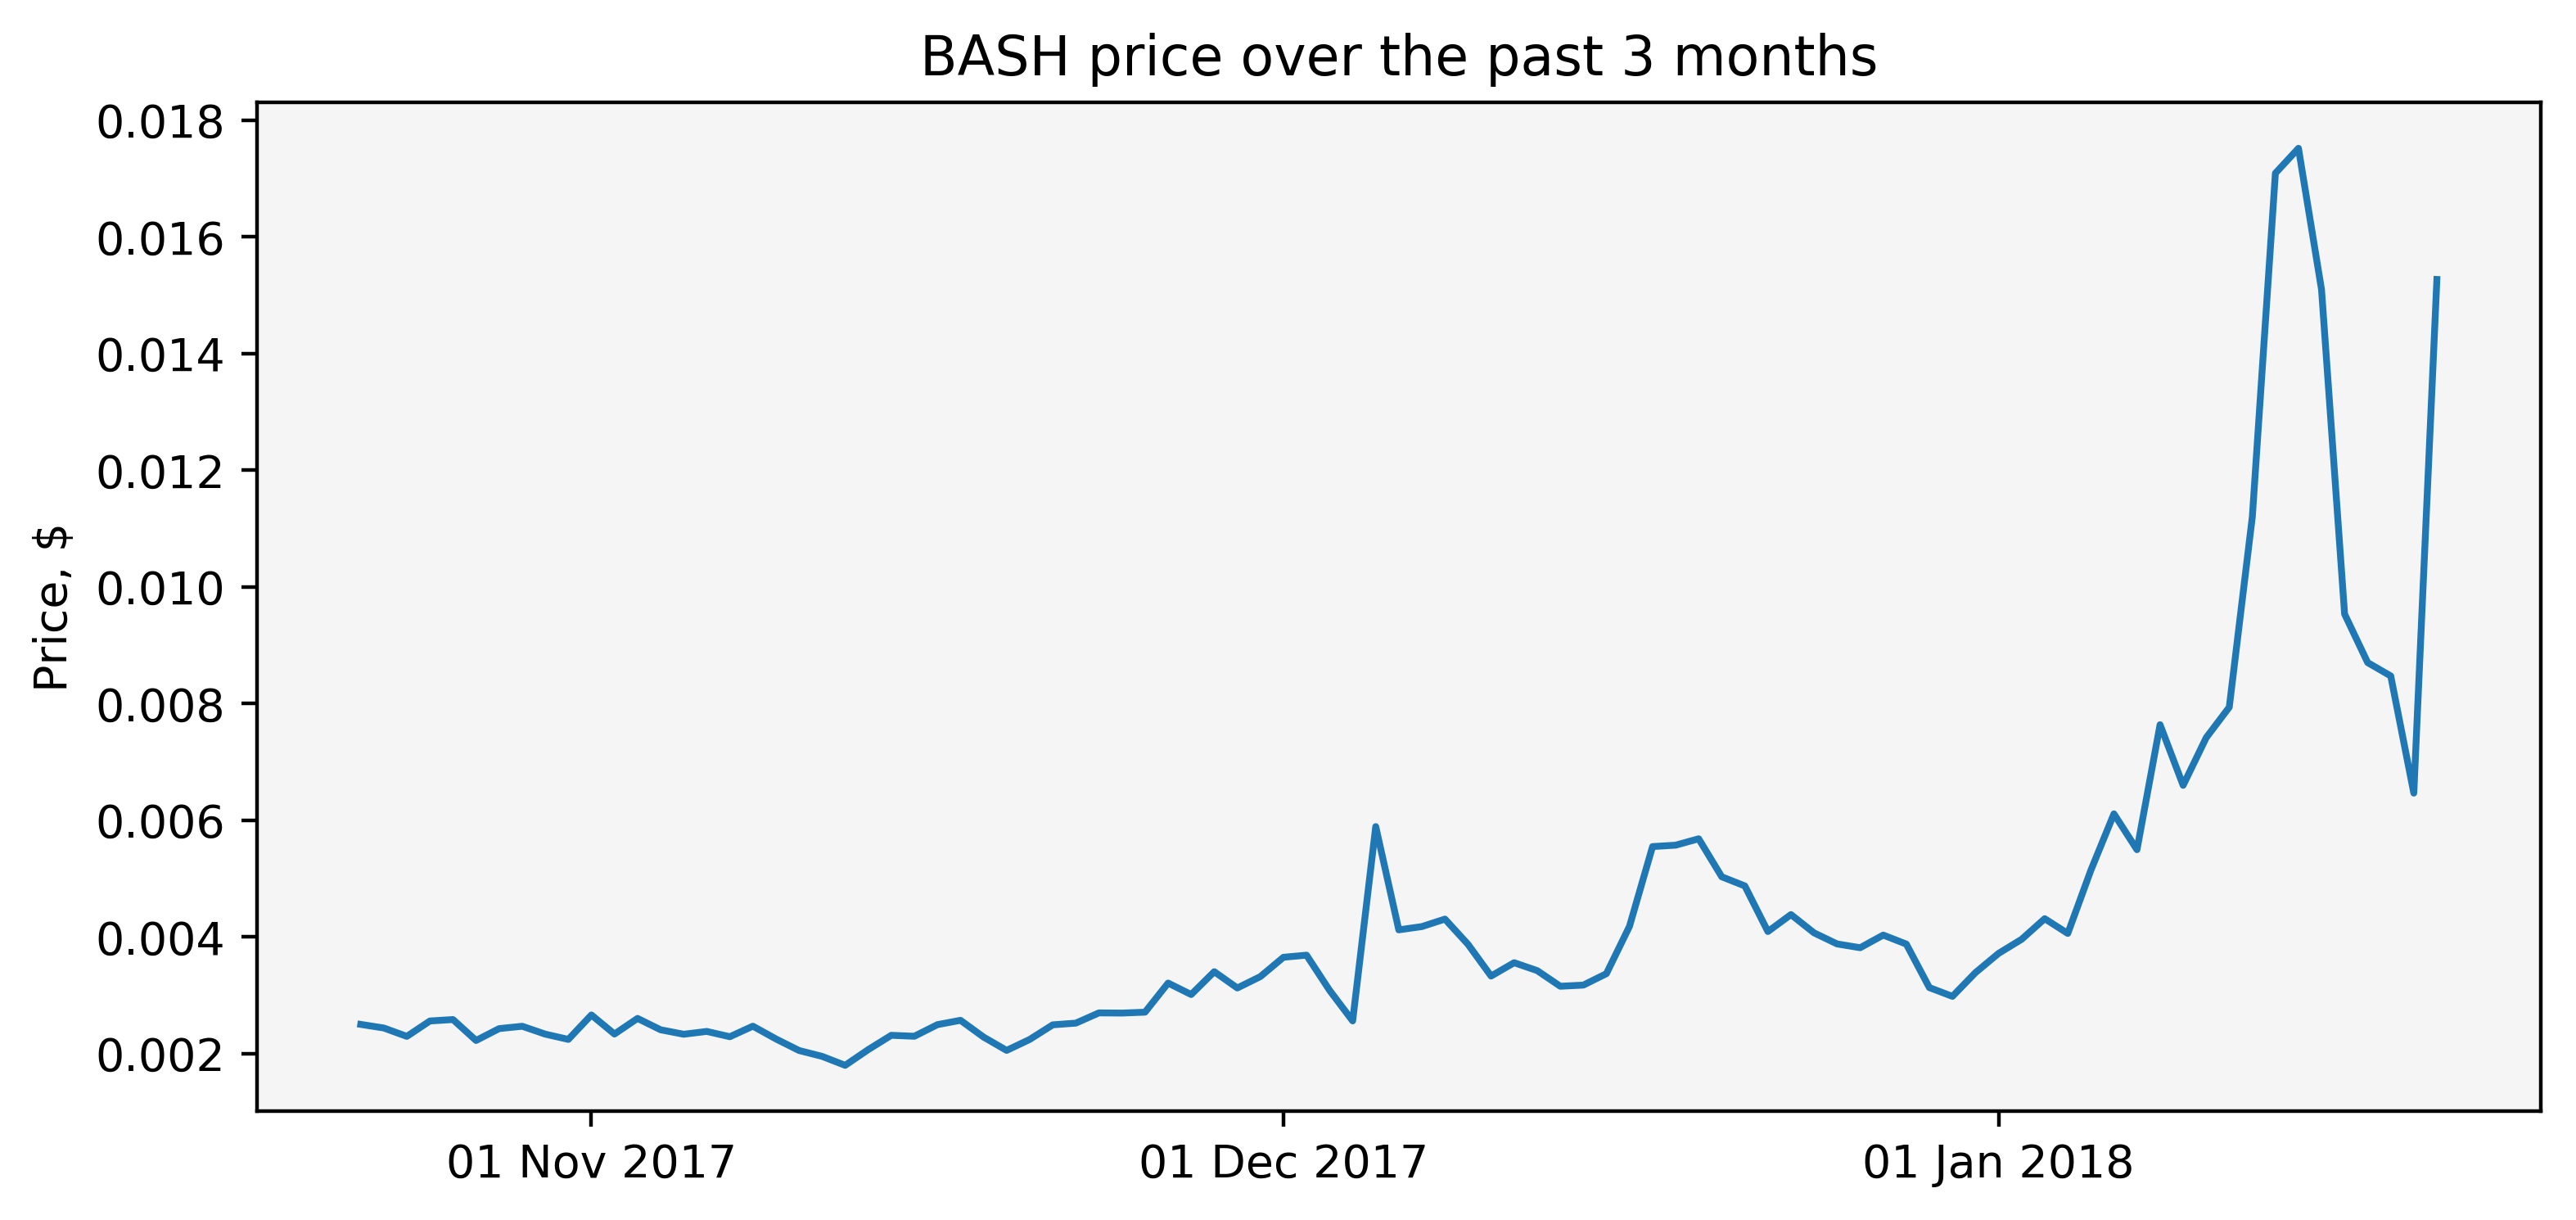 BASH price over the past 3 months
Price, $
0.018
0.016
0.014
0.012
0.010
0.008
0.006
0.004
0.002
01 Nov 2017
01 Dec 2017
01 Jan 2018